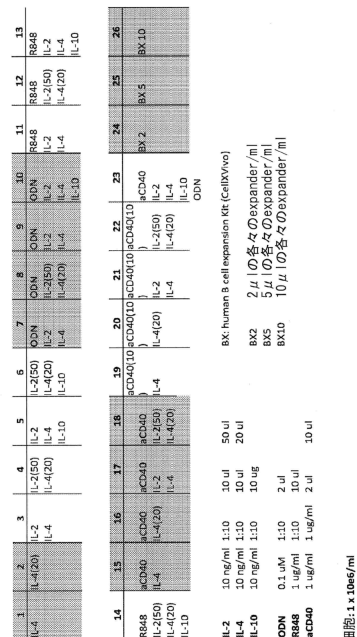 1 2 3 4 5 6 7 8 9 10 11 12 13
IL-4 IL-4(20) IL-2 IL-2(50) IL-2 IL-2(50) ODN ODN ODN ODN R848 R848 R848
IL-4 IL-4(20) IL-4 IL-4(20) IL-2 IL-2(50) IL-2 IL-2 IL-2 IL-2(50) IL-2
IL-10 IL-10 IL-4 IL-4(20) IL-4 IL-4 IL-4 IL-4(20) IL-4
IL-10 IL-10
14 15 16 17 18 19 20 21 22 23 24 25 26
R848 aCD40 aCD40 aCD40 aCD40 aCD40(10 aCD40(10 aCD40(10 aCD40(10 aCD40 BX 2 BX 5 BX 10
IL-2(50) IL-4 IL-4(20) IL-2 IL-2(50) ) ) ) ) IL-2
IL-4(20) IL-4 IL-4(20) IL-4 IL-4(20) IL-2 IL-2(50) IL-4
IL-10 IL-4 IL-4(20) IL-10
ODN
IL-2 10 ng/ml 1:10 10 ul 50 ul BX: human B cell expansion Kit (CellXVivo)
IL-4 10 ng/ml 1:10 10 ul 20 ul
IL-10 10 ng/ml 1:10 10 ug BX2 2μlの各々のexpander/ml
BX5 5μlの各々のexpander/ml
ODN 0.1 uM 1:10 2 ul BX10 10μlの各々のexpander/ml
R848 1 ug/ml 1:10 10 ul
aCD40 1 ug/ml 1 ug/ml 2 ul 10 ul
胞: 1 x 10e6/ml